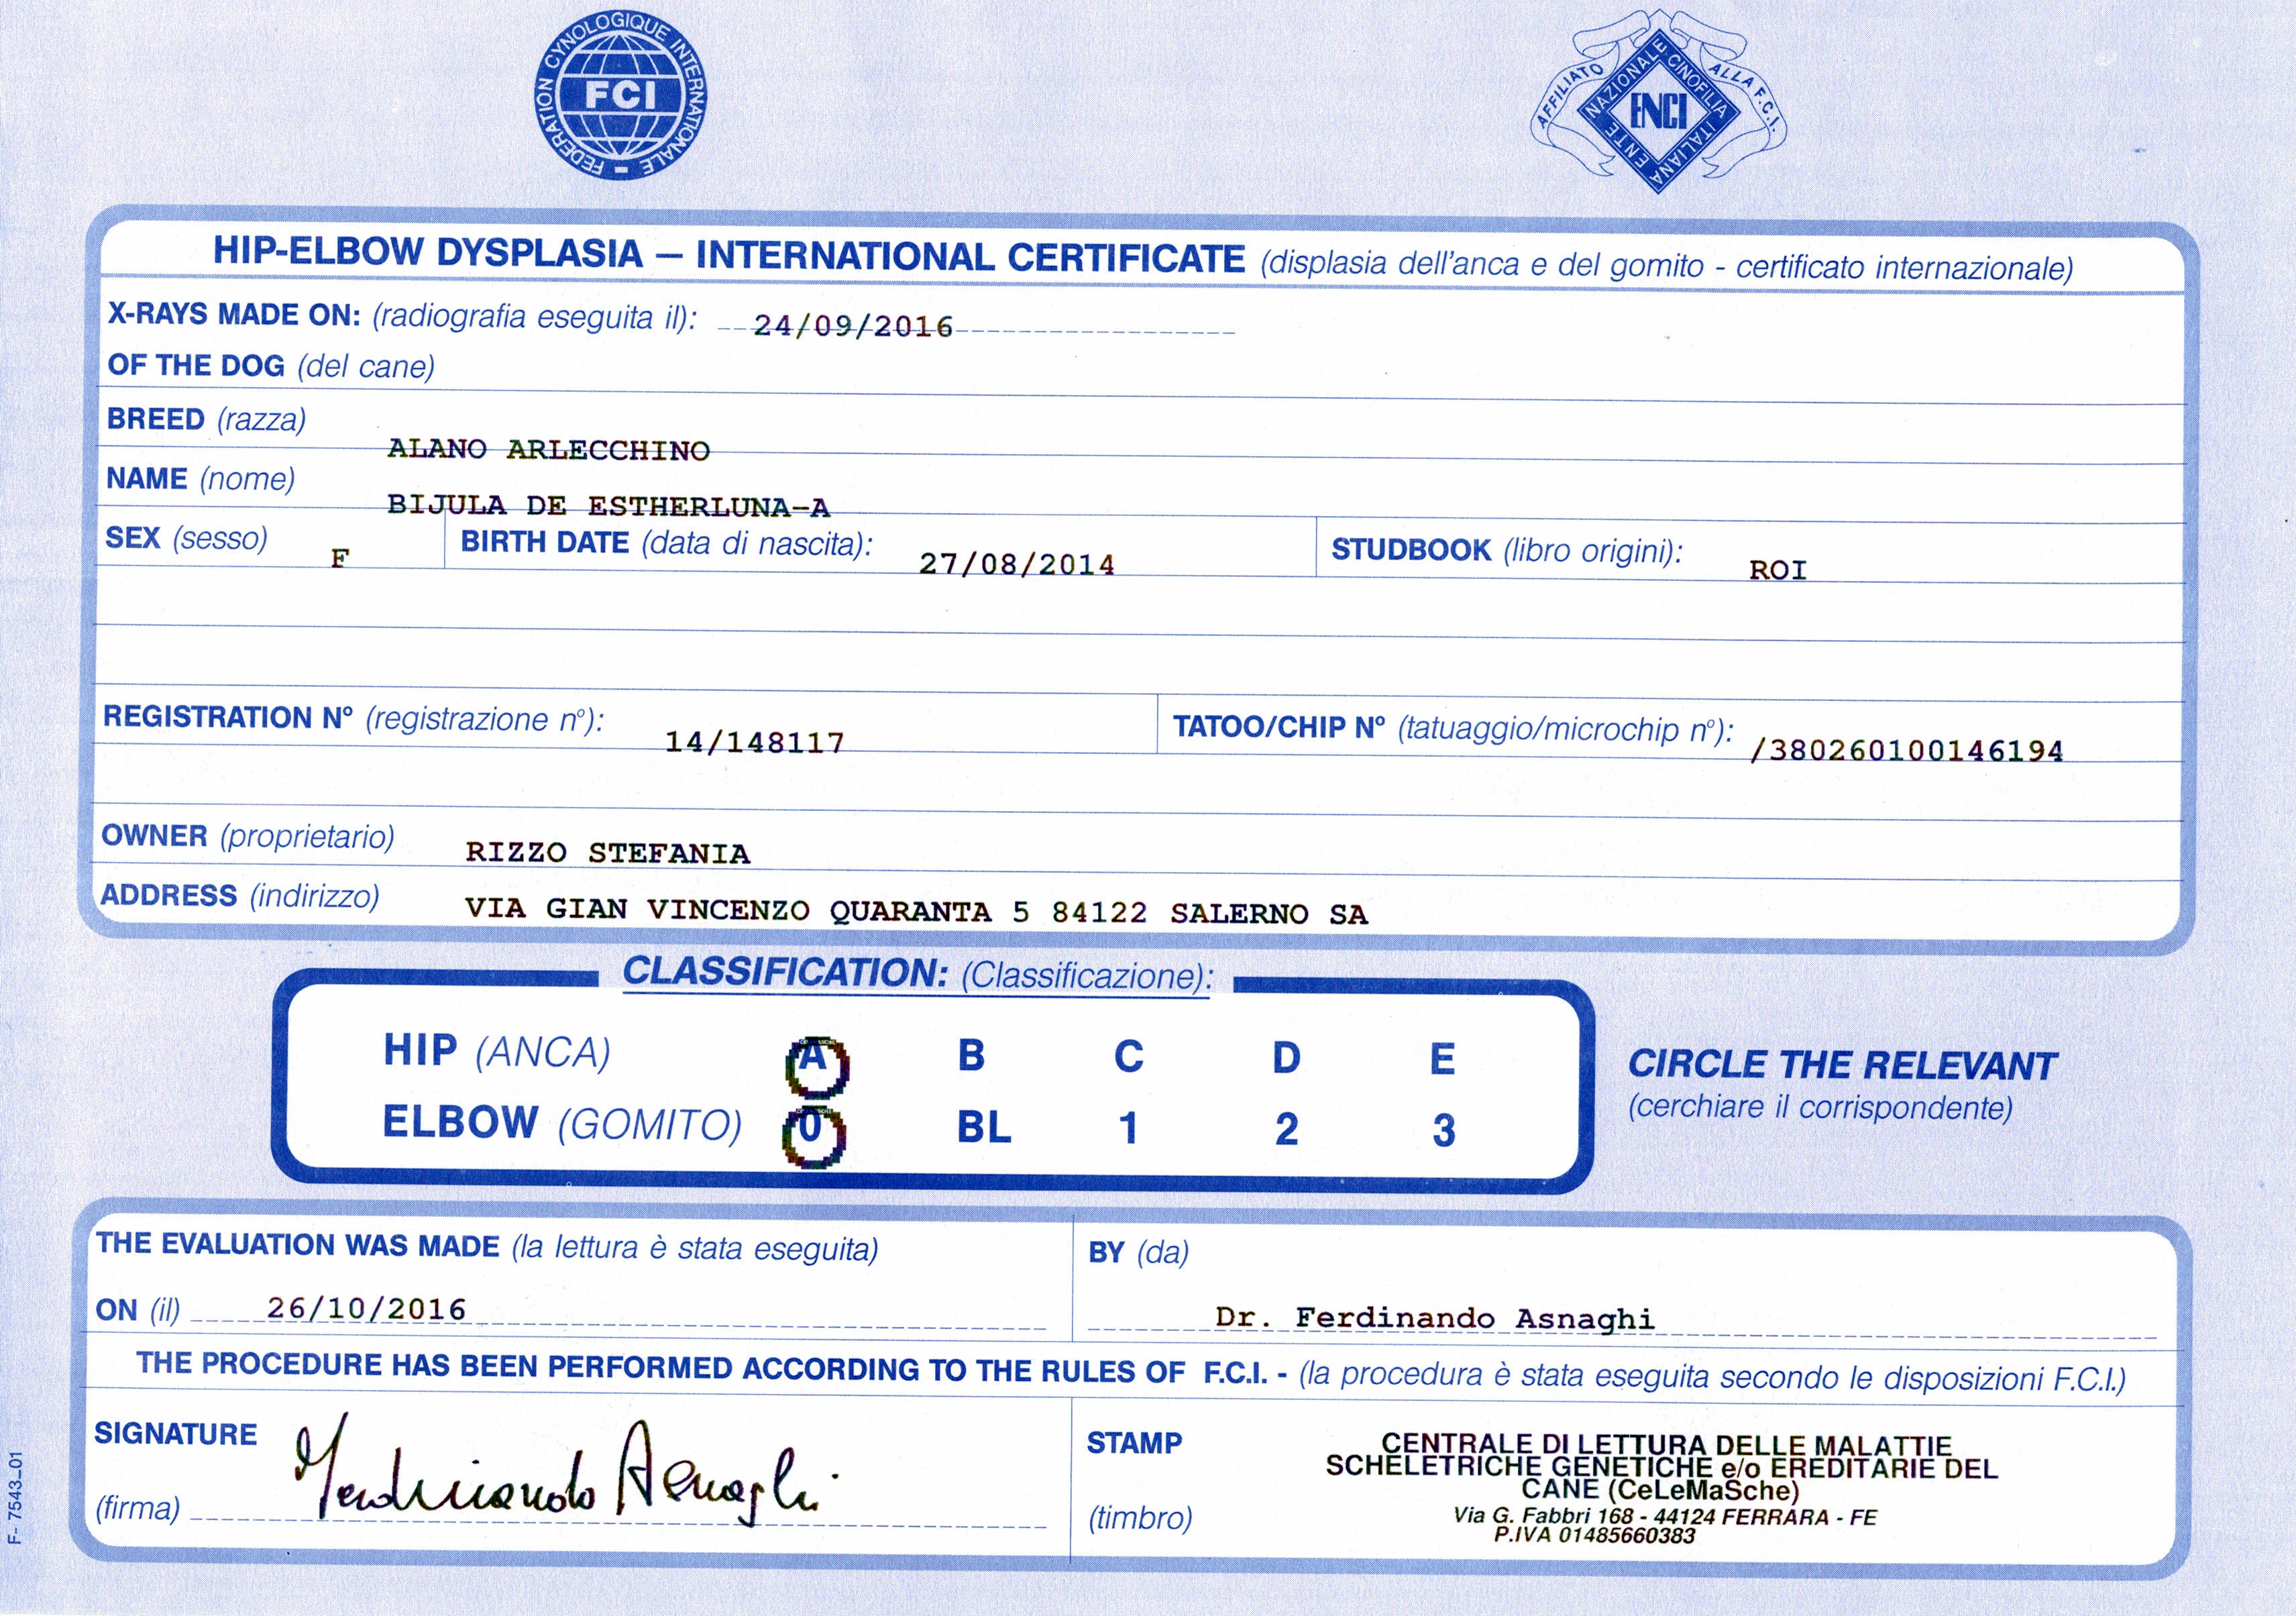 FEDERATION CYNOLOGIQUE INTERNATIONALE -
FCI
AFFILIATO ALLA F.C.I.
ENTE NAZIONALE CINOFILIA ITALIANA
ENCI
HIP-ELBOW DYSPLASIA — INTERNATIONAL CERTIFICATE (displasia dell'anca e del gomito - certificato internazionale)
X-RAYS MADE ON: (radiografia eseguita il): 24/09/2016
OF THE DOG (del cane)
BREED (razza) ALANO ARLECCHINO
NAME (nome) BIJULA DE ESTHERLUNA-A
SEX (sesso) F BIRTH DATE (data di nascita): 27/08/2014 STUDBOOK (libro origini): ROI
REGISTRATION N° (registrazione n°): 14/148117 TATOO/CHIP N° (tatuaggio/microchip n°): /380260100146194
OWNER (proprietario) RIZZO STEFANIA
ADDRESS (indirizzo) VIA GIAN VINCENZO QUARANTA 5 84122 SALERNO SA
CLASSIFICATION: (Classificazione):
HIP (ANCA) A B C D E
ELBOW (GOMITO) 0 BL 1 2 3
CIRCLE THE RELEVANT
(cerchiare il corrispondente)
THE EVALUATION WAS MADE (la lettura è stata eseguita) BY (da)
ON (il) 26/10/2016 Dr. Ferdinando Asnaghi
THE PROCEDURE HAS BEEN PERFORMED ACCORDING TO THE RULES OF F.C.I. - (la procedura è stata eseguita secondo le disposizioni F.C.I.)
SIGNATURE
(firma)
Ferdinando Asnaghi
STAMP
(timbro)
CENTRALE DI LETTURA DELLE MALATTIE
SCHELETRICHE GENETICHE e/o EREDITARIE DEL
CANE (CeLeMaSche)
Via G. Fabbri 168 - 44124 FERRARA - FE
P.IVA 01485660383
F- 7543_01